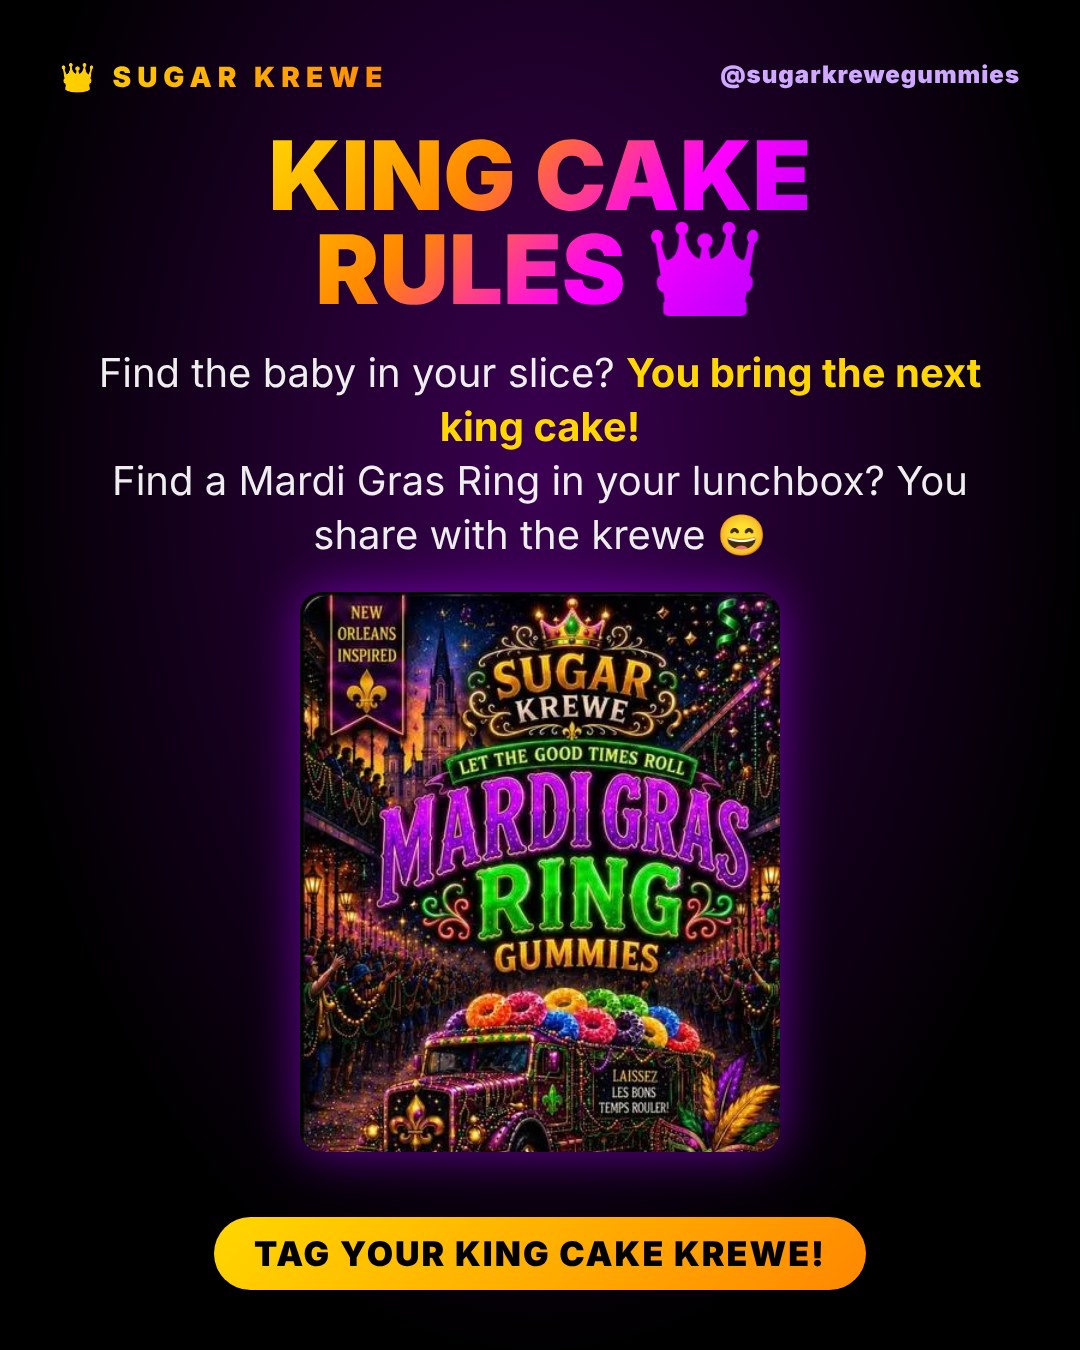 SUGAR KREWE
@sugarkrewegummies
KING CAKE
RULES
Find the baby in your slice? You bring the next
king cake!
Find a Mardi Gras Ring in your lunchbox? You
share with the krewe 😄
NEW
ORLEANS
INSPIRED
SUGAR
KREWE
LET THE GOOD TIMES ROLL
MARDI GRAS
RING
GUMMIES
LAISSEZ
LES BONS
TEMPS ROULER!
TAG YOUR KING CAKE KREWE!